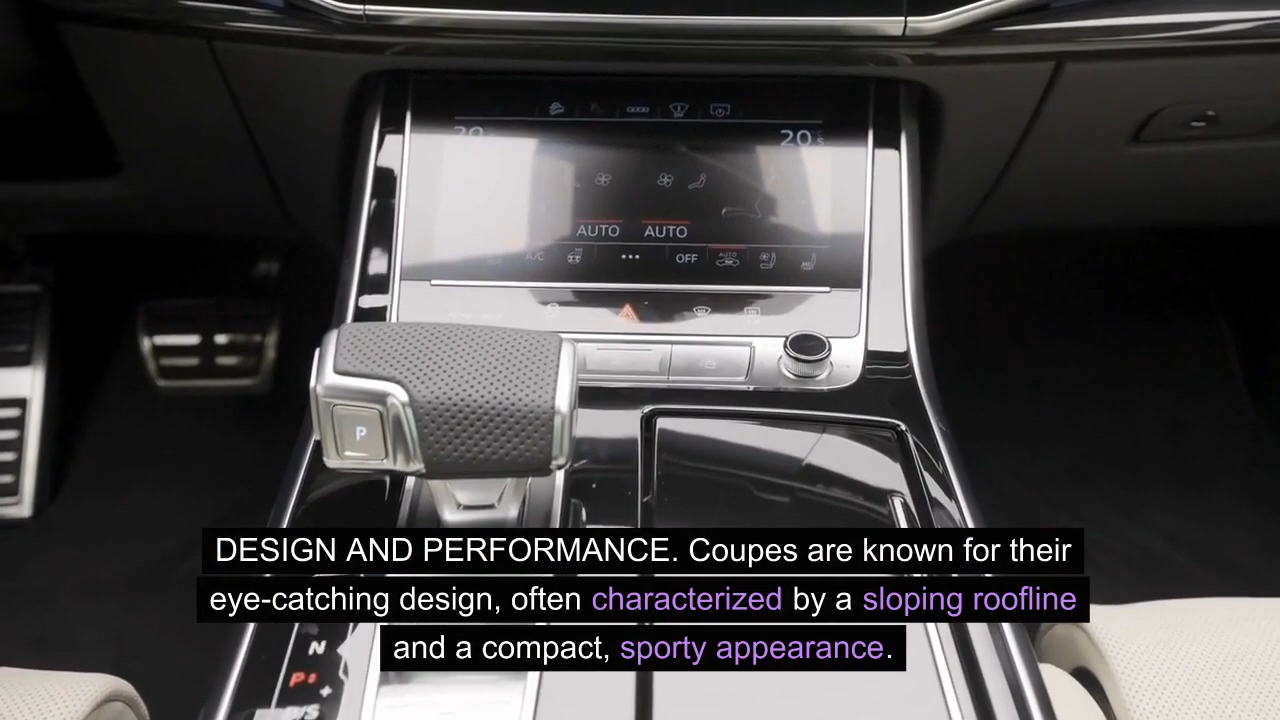 20 20
AUTO AUTO
A/C OFF AUTO
P
DESIGN AND PERFORMANCE. Coupes are known for their
eye-catching design, often characterized by a sloping roofline
and a compact, sporty appearance.
N
P